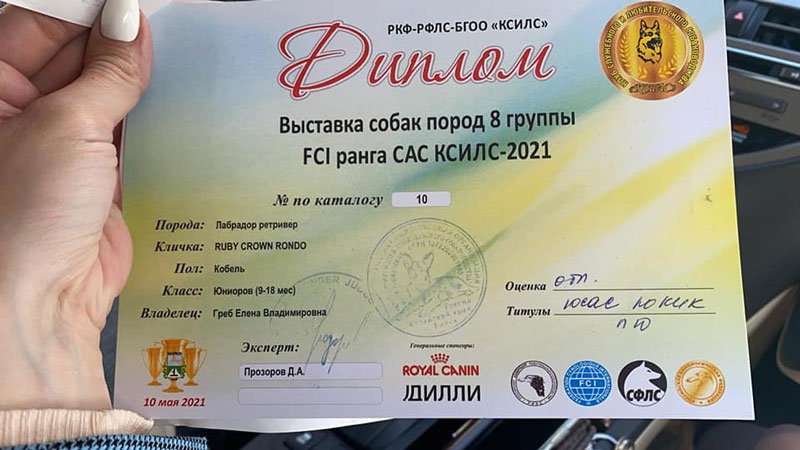 РКФ-РФЛС-БГОО «КСИЛС»
Диплом
Выставка собак пород 8 группы
FCI ранга САС КСИЛС-2021
№ по каталогу 10
Порода: Лабрадор ретривер
Кличка: RUBY CROWN RONDO
Пол: Кобель
Класс: Юниоров (9-18 мес)
Владелец: Греб Елена Владимировна
Оценка отл.
Титулы ЮСАС ЮКЧК
ЛЮ
Эксперт:
Прозоров Д.А.
10 мая 2021
Генеральные спонсоры:
ROYAL CANIN
ДИЛЛИ
FCI
СФЛС